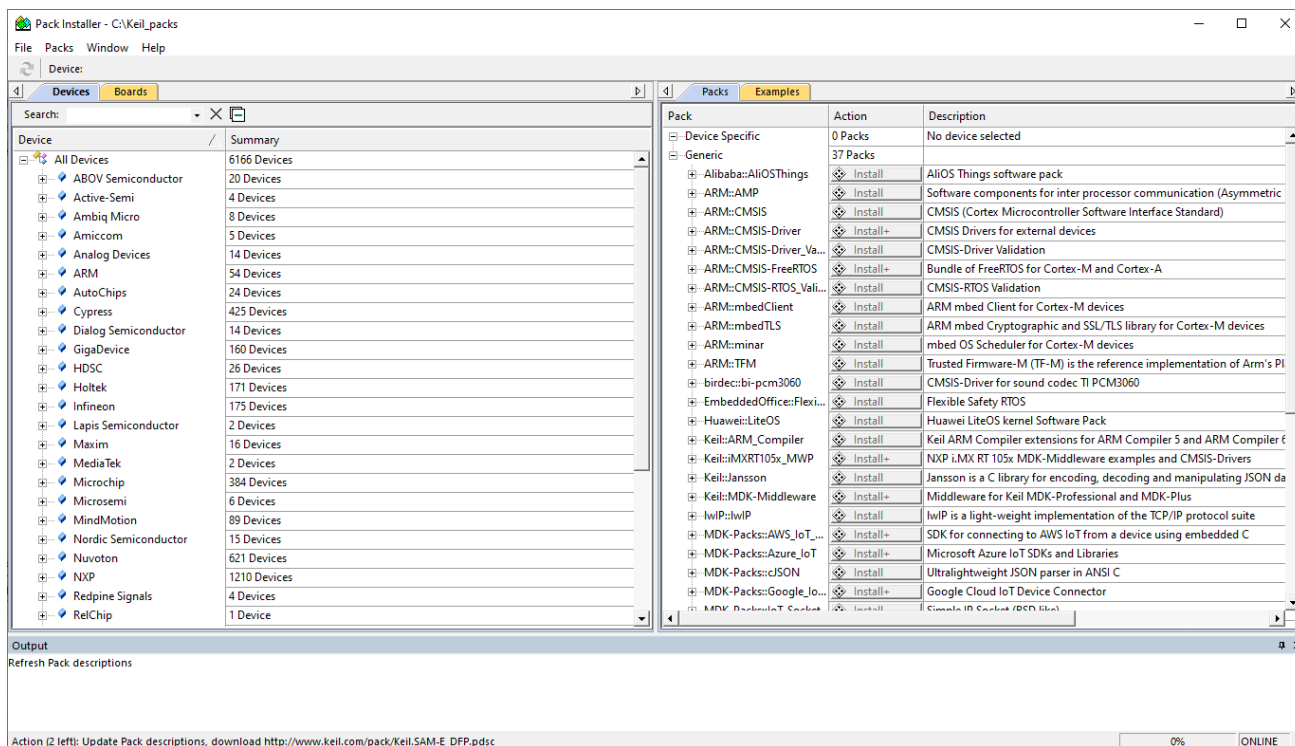 Pack Installer - C:\Keil_packs
File Packs Window Help
Device:
Devices Boards
Search:
Device Summary
All Devices 6166 Devices
ABOV Semiconductor 20 Devices
Active-Semi 4 Devices
Ambiq Micro 8 Devices
Amiccom 5 Devices
Analog Devices 14 Devices
ARM 54 Devices
AutoChips 24 Devices
Cypress 425 Devices
Dialog Semiconductor 14 Devices
GigaDevice 160 Devices
HDSC 26 Devices
Holtek 171 Devices
Infineon 175 Devices
Lapis Semiconductor 2 Devices
Maxim 16 Devices
MediaTek 2 Devices
Microchip 384 Devices
Microsemi 6 Devices
MindMotion 89 Devices
Nordic Semiconductor 15 Devices
Nuvoton 621 Devices
NXP 1210 Devices
Redpine Signals 4 Devices
RelChip 1 Device
Packs Examples
Pack Action Description
Device Specific 0 Packs No device selected
Generic 37 Packs
Alibaba::AliOSThings Install AliOS Things software pack
ARM::AMP Install Software components for inter processor communication (Asymmetric
ARM::CMSIS Install CMSIS (Cortex Microcontroller Software Interface Standard)
ARM::CMSIS-Driver Install+ CMSIS Drivers for external devices
ARM::CMSIS-Driver_Va... Install CMSIS-Driver Validation
ARM::CMSIS-FreeRTOS Install+ Bundle of FreeRTOS for Cortex-M and Cortex-A
ARM::CMSIS-RTOS_Vali... Install CMSIS-RTOS Validation
ARM::mbedClient Install ARM mbed Client for Cortex-M devices
ARM::mbedTLS Install ARM mbed Cryptographic and SSL/TLS library for Cortex-M devices
ARM::minar Install mbed OS Scheduler for Cortex-M devices
ARM::TFM Install Trusted Firmware-M (TF-M) is the reference implementation of Arm's Pl
birdec::bi-pcm3060 Install CMSIS-Driver for sound codec TI PCM3060
EmbeddedOffice::Flexi... Install Flexible Safety RTOS
Huawei::LiteOS Install Huawei LiteOS kernel Software Pack
Keil::ARM_Compiler Install Keil ARM Compiler extensions for ARM Compiler 5 and ARM Compiler 6
Keil::iMXRT105x_MWP Install+ NXP i.MX RT 105x MDK-Middleware examples and CMSIS-Drivers
Keil::Jansson Install Jansson is a C library for encoding, decoding and manipulating JSON da
Keil::MDK-Middleware Install+ Middleware for Keil MDK-Professional and MDK-Plus
lwIP::lwIP Install lwIP is a light-weight implementation of the TCP/IP protocol suite
MDK-Packs::AWS_IoT_... Install+ SDK for connecting to AWS IoT from a device using embedded C
MDK-Packs::Azure_IoT Install+ Microsoft Azure IoT SDKs and Libraries
MDK-Packs::cJSON Install Ultralightweight JSON parser in ANSI C
MDK-Packs::Google_Io... Install+ Google Cloud IoT Device Connector
MDK-Packs::IoT_Socket Install Simple IP Socket (BSD like)
Output
Refresh Pack descriptions
Action (2 left): Update Pack descriptions, download http://www.keil.com/pack/Keil.SAM-E_DFP.pdsc
0% ONLINE